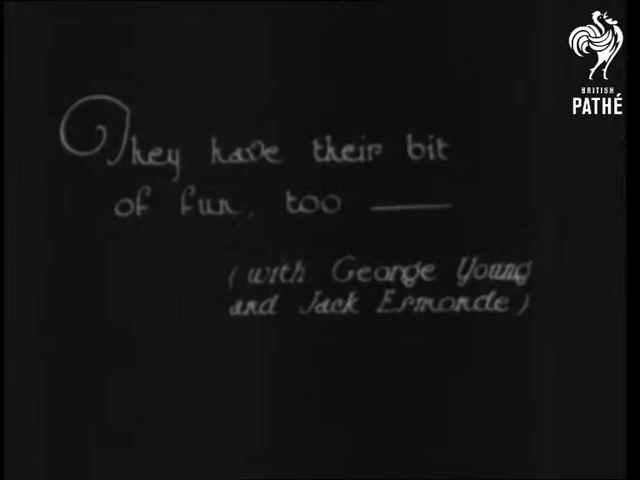 They have their bit
of fun, too —
(with George Young
and Jack Ermonde)
BRITISH
PATHÉ